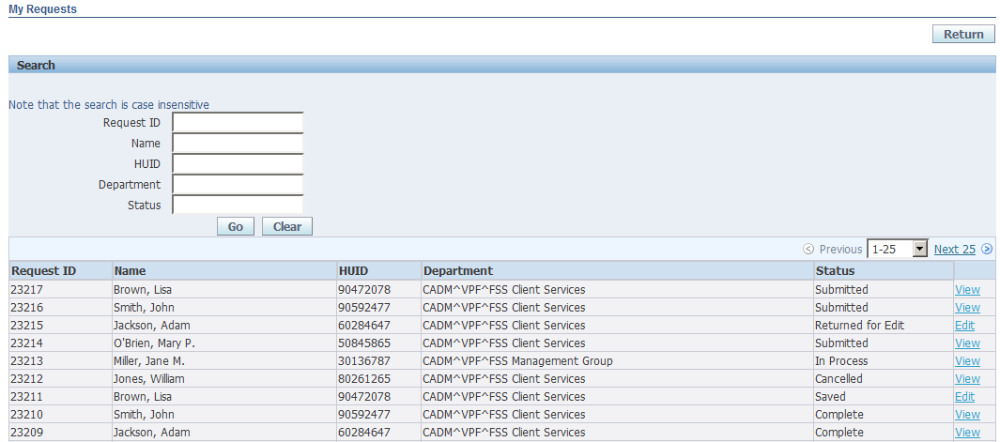 My Requests
Return
Search
Note that the search is case insensitive
Request ID
Name
HUID
Department
Status
Go Clear
Previous 1-25 Next 25
Request ID Name HUID Department Status
23217 Brown, Lisa 90472078 CADM^VPF^FSS Client Services Submitted View
23216 Smith, John 90592477 CADM^VPF^FSS Client Services Submitted View
23215 Jackson, Adam 60284647 CADM^VPF^FSS Client Services Returned for Edit Edit
23214 O'Brien, Mary P. 50845865 CADM^VPF^FSS Client Services Submitted View
23213 Miller, Jane M. 30136787 CADM^VPF^FSS Management Group In Process View
23212 Jones, William 80261265 CADM^VPF^FSS Client Services Cancelled View
23211 Brown, Lisa 90472078 CADM^VPF^FSS Client Services Saved Edit
23210 Smith, John 90592477 CADM^VPF^FSS Client Services Complete View
23209 Jackson, Adam 60284647 CADM^VPF^FSS Client Services Complete View